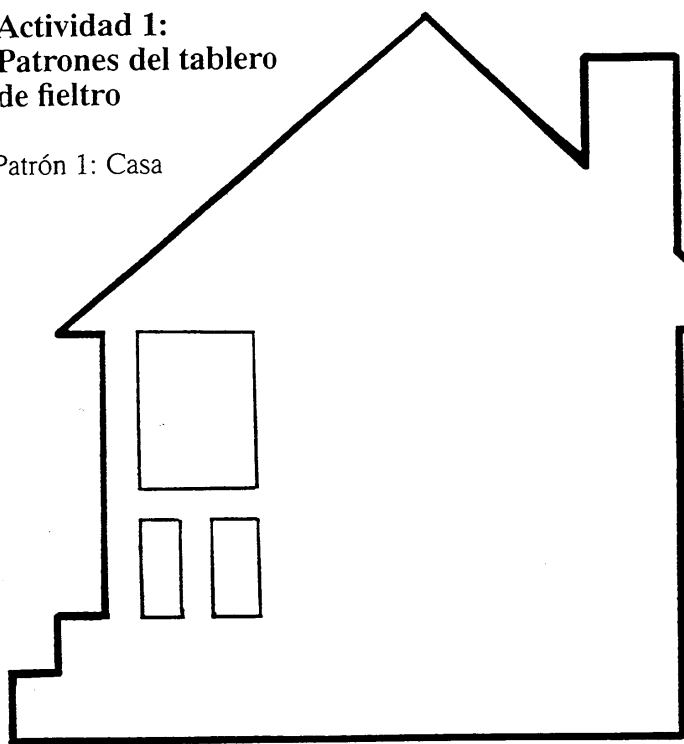 Actividad 1:
Patrones del tablero
de fieltro
Patrón 1: Casa